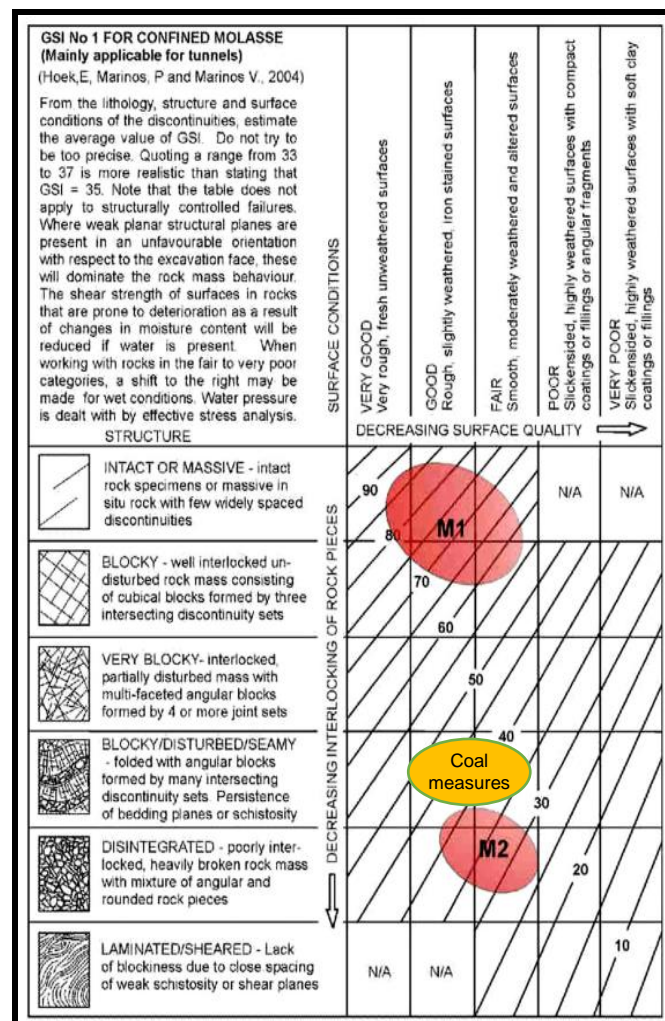 GSI No 1 FOR CONFINED MOLASSE
(Mainly applicable for tunnels)
(Hoek,E, Marinos, P and Marinos V., 2004)
From the lithology, structure and surface
conditions of the discontinuities, estimate
the average value of GSI. Do not try to
be too precise. Quoting a range from 33
to 37 is more realistic than stating that
GSI = 35. Note that the table does not
apply to structurally controlled failures.
Where weak planar structural planes are
present in an unfavourable orientation
with respect to the excavation face, these
will dominate the rock mass behaviour.
The shear strength of surfaces in rocks
that are prone to deterioration as a result
of changes in moisture content will be
reduced if water is present. When
working with rocks in the fair to very poor
categories, a shift to the right may be
made for wet conditions. Water pressure
is dealt with by effective stress analysis.
STRUCTURE
SURFACE CONDITIONS
VERY GOOD
Very rough, fresh unweathered surfaces
GOOD
Rough, slightly weathered, iron stained surfaces
FAIR
Smooth, moderately weathered and altered surfaces
POOR
Slickensided, highly weathered surfaces with compact
coatings or fillings or angular fragments
VERY POOR
Slickensided, highly weathered surfaces with soft clay
coatings or fillings
DECREASING SURFACE QUALITY
DECREASING INTERLOCKING OF ROCK PIECES
INTACT OR MASSIVE - intact
rock specimens or massive in
situ rock with few widely spaced
discontinuities
90
80
M1
N/A
N/A
BLOCKY - well interlocked un-
disturbed rock mass consisting
of cubical blocks formed by three
intersecting discontinuity sets
70
60
VERY BLOCKY- interlocked,
partially disturbed mass with
multi-faceted angular blocks
formed by 4 or more joint sets
50
40
BLOCKY/DISTURBED/SEAMY
- folded with angular blocks
formed by many intersecting
discontinuity sets. Persistence
of bedding planes or schistosity
Coal
measures
30
DISINTEGRATED - poorly inter-
locked, heavily broken rock mass
with mixture of angular and
rounded rock pieces
M2
20
LAMINATED/SHEARED - Lack
of blockiness due to close spacing
of weak schistosity or shear planes
N/A
N/A
10